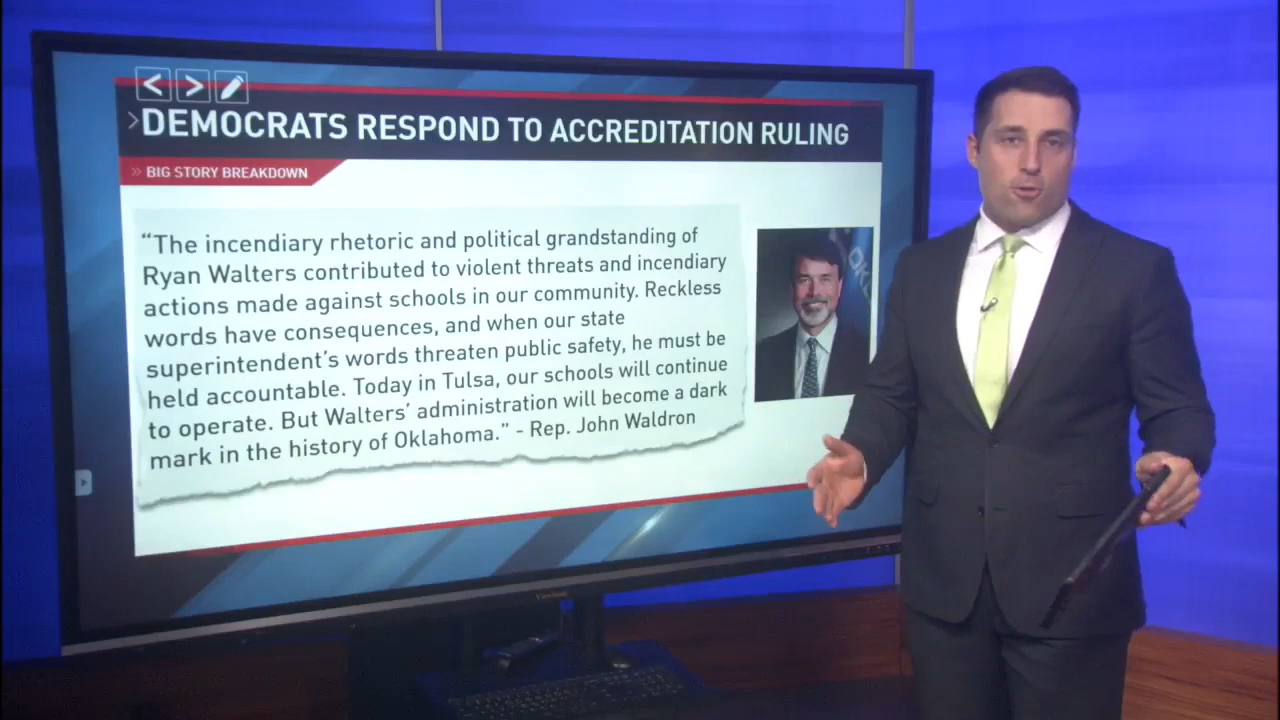 < >
>DEMOCRATS RESPOND TO ACCREDITATION RULING
» BIG STORY BREAKDOWN
“The incendiary rhetoric and political grandstanding of
Ryan Walters contributed to violent threats and incendiary
actions made against schools in our community. Reckless
words have consequences, and when our state
superintendent’s words threaten public safety, he must be
held accountable. Today in Tulsa, our schools will continue
to operate. But Walters’ administration will become a dark
mark in the history of Oklahoma.” - Rep. John Waldron
OKL
ViewSonic